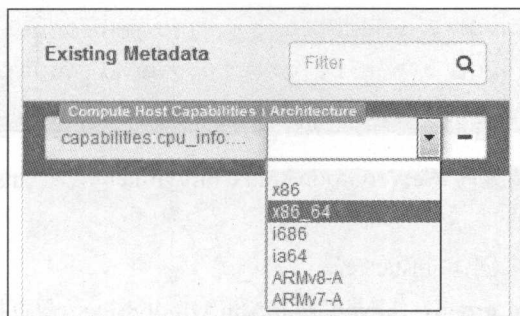 Existing Metadata
Filter
Compute Host Capabilities : Architecture
capabilities:cpu_info:...
x86
x86_64
i686
ia64
ARMv8-A
ARMv7-A